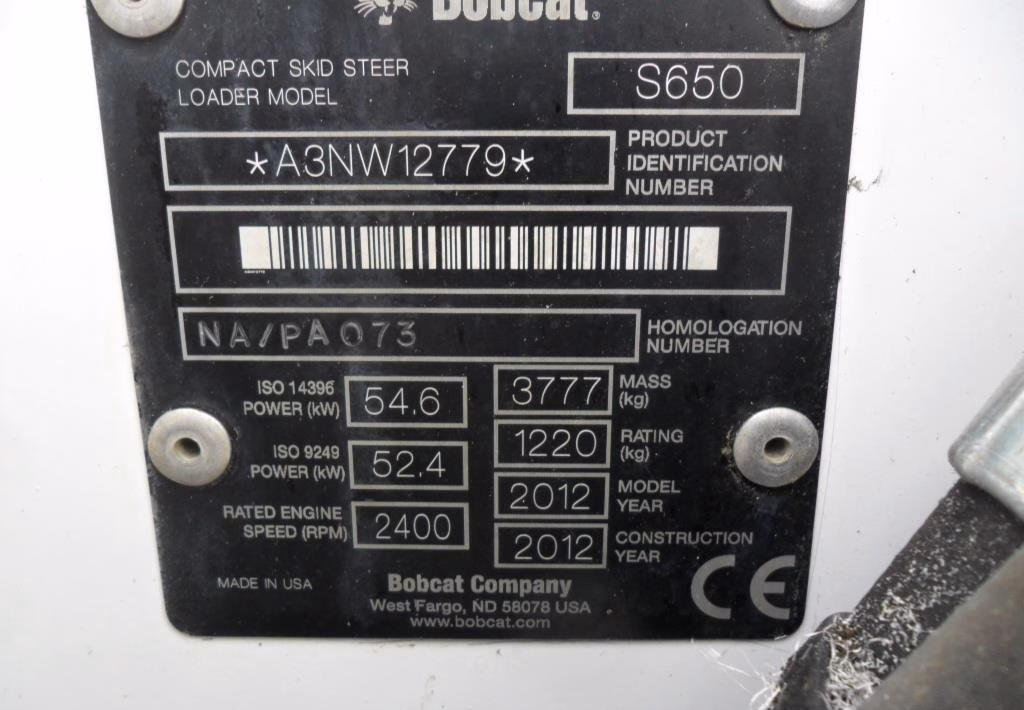 Bobcat®
COMPACT SKID STEER
LOADER MODEL
S650
*A3NW12779*
PRODUCT
IDENTIFICATION
NUMBER
NA/PA073
HOMOLOGATION
NUMBER
ISO 14396
POWER (kW)
54.6
3777
MASS
(kg)
ISO 9249
POWER (kW)
52.4
1220
RATING
(kg)
RATED ENGINE
SPEED (RPM)
2400
2012
MODEL
YEAR
2012
CONSTRUCTION
YEAR
MADE IN USA
Bobcat Company
West Fargo, ND 58078 USA
www.bobcat.com
CE